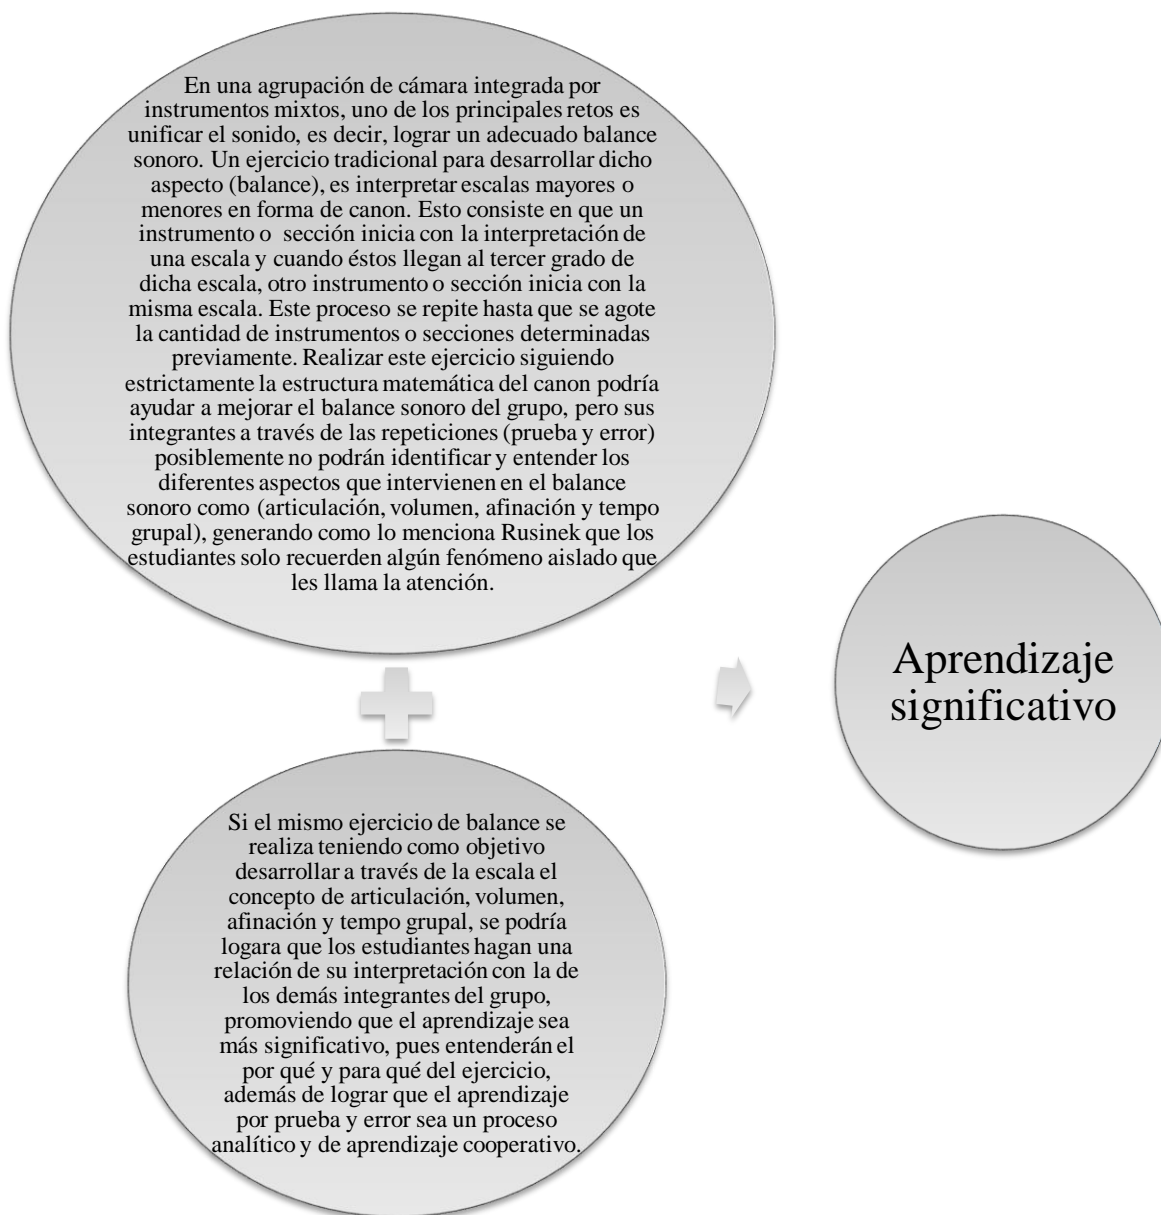 En una agrupación de cámara integrada por
instrumentos mixtos, uno de los principales retos es
unificar el sonido, es decir, lograr un adecuado balance
sonoro. Un ejercicio tradicional para desarrollar dicho
aspecto (balance), es interpretar escalas mayores o
menores en forma de canon. Esto consiste en que un
instrumento o sección inicia con la interpretación de
una escala y cuando éstos llegan al tercer grado de
dicha escala, otro instrumento o sección inicia con la
misma escala. Este proceso se repite hasta que se agote
la cantidad de instrumentos o secciones determinadas
previamente. Realizar este ejercicio siguiendo
estrictamente la estructura matemática del canon podría
ayudar a mejorar el balance sonoro del grupo, pero sus
integrantes a través de las repeticiones (prueba y error)
posiblemente no podrán identificar y entender los
diferentes aspectos que intervienen en el balance
sonoro como (articulación, volumen, afinación y tempo
grupal), generando como lo menciona Rusinek que los
estudiantes solo recuerden algún fenómeno aislado que
les llama la atención.
Si el mismo ejercicio de balance se
realiza teniendo como objetivo
desarrollar a través de la escala el
concepto de articulación, volumen,
afinación y tempo grupal, se podría
logara que los estudiantes hagan una
relación de su interpretación con la de
los demás integrantes del grupo,
promoviendo que el aprendizaje sea
más significativo, pues entenderán el
por qué y para qué del ejercicio,
además de lograr que el aprendizaje
por prueba y error sea un proceso
analítico y de aprendizaje cooperativo.
Aprendizaje
significativo